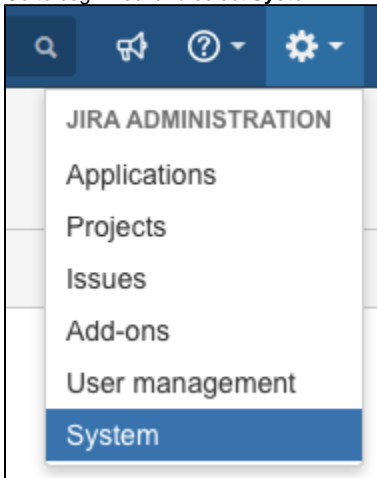 JIRA ADMINISTRATION
Applications
Projects
Issues
Add-ons
User management
System